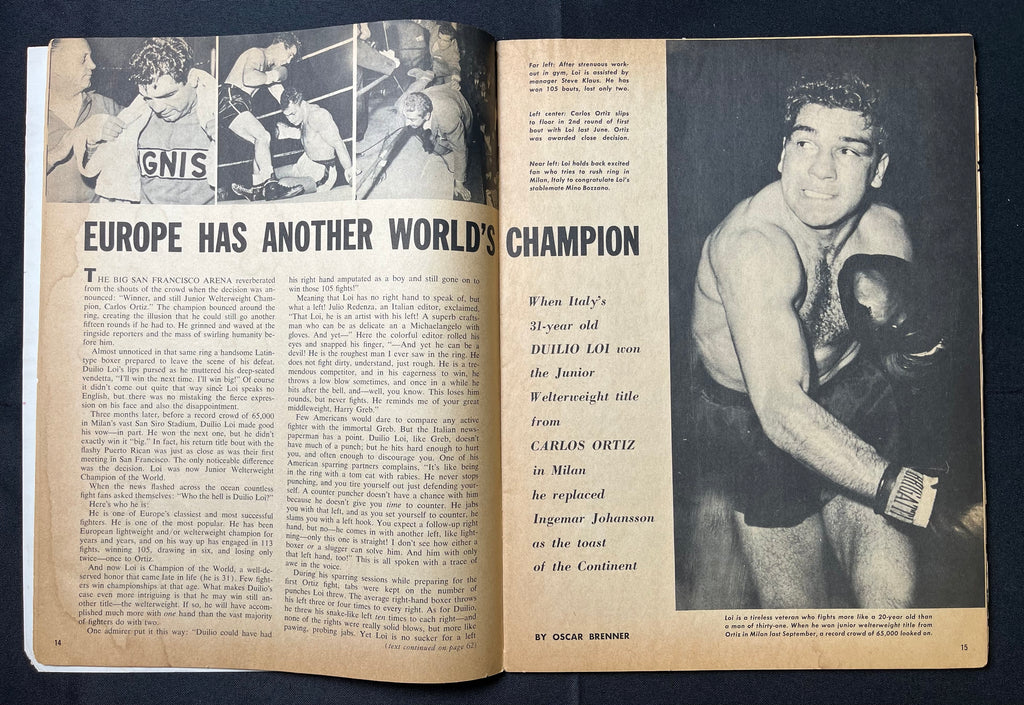 GNIS
Far left: After strenuous work-
out in gym, Loi is assisted by
manager Steve Klaus. He has
won 105 bouts, lost only two.
Left center: Carlos Ortiz slips
to floor in 2nd round of first
bout with Loi last June. Ortiz
was awarded close decision.
Near left: Loi holds back excited
fan who tries to rush ring in
Milan, Italy to congratulate Loi's
stablemate Mino Bozzano.
EUROPE HAS ANOTHER WORLD'S CHAMPION
THE BIG SAN FRANCISCO ARENA reverberated
from the shouts of the crowd when the decision was an-
nounced: "Winner, and still Junior Welterweight Cham-
pion, Carlos Ortiz." The champion bounced around the
ring, creating the illusion that he could still go another
fifteen rounds if he had to. He grinned and waved at the
ringside reporters and the mass of swirling humanity be-
fore him.
Almost unnoticed in that same ring a handsome Latin-
type boxer prepared to leave the scene of his defeat.
Duilio Loi's lips pursed as he muttered his deep-seated
vendetta, "I'll win the next time. I'll win big!" Of course
it didn't come out quite that way since Loi speaks no
English, but there was no mistaking the fierce expres-
sion on his face and also the disappointment.
Three months later, before a record crowd of 65,000
in Milan's vast San Siro Stadium, Duilio Loi made good
his vow—in part. He won the next one, but he didn't
exactly win it "big." In fact, his return title bout with the
flashy Puerto Rican was just as close as was their first
meeting in San Francisco. The only noticeable difference
was the decision. Loi was now Junior Welterweight
Champion of the World.
When the news flashed across the ocean countless
fight fans asked themselves: "Who the hell is Duilio Loi?"
Here's who he is:
He is one of Europe's classiest and most successful
fighters. He is one of the most popular. He has been
European lightweight and/or welterweight champion for
years and years, and on his way up has engaged in 113
fights, winning 105, drawing in six, and losing only
twice—once to Ortiz.
And now Loi is Champion of the World, a well-de-
served honor that came late in life (he is 31). Few fight-
ers win championships at that age. What makes Duilio's
case even more intriguing is that he may win still an-
other title—the welterweight. If so, he will have accom-
plished much more with one hand than the vast majority
of fighters do with two.
One admirer put it this way: "Duilio could have had
his right hand amputated as a boy and still gone on to
win those 105 fights!"
Meaning that Loi has no right hand to speak of, but
what a left! Julio Redenza, an Italian editor, exclaimed,
"That Loi, he is an artist with his left! A superb crafts-
man who can be as delicate an a Michaelangelo with
gloves. And yet—" Here the colorful editor rolled his
eyes and snapped his finger, "—And yet he can be a
devil! He is the roughest man I ever saw in the ring. He
does not fight dirty, understand, just rough. He is a tre-
mendous competitor, and in his eagerness to win, he
throws a low blow sometimes, and once in a while he
hits after the bell, and—well, you know. This loses him
rounds, but never fights. He reminds me of your great
middleweight, Harry Greb."
Few Americans would dare to compare any active
fighter with the immortal Greb. But the Italian news-
paperman has a point. Duilio Loi, like Greb, doesn't
have much of a punch; but he hits hard enough to hurt
you, and often enough to discourage you. One of his
American sparring partners complains, "It's like being
in the ring with a tom cat with rabies. He never stops
punching, and you tire yourself out just defending your-
self. A counter puncher doesn't have a chance with him
because he doesn't give you time to counter. He jabs
you with that left, and as you set yourself to counter, he
slams you with a left hook. You expect a follow-up right
hand, but no—he comes in with another left, like light-
ning—only this one is straight! I don't see how either a
boxer or a slugger can solve him. And him with only
that left hand, too!" This is all spoken with a trace of
awe in the voice.
During his sparring sessions while preparing for the
first Ortiz fight, tabs were kept on the number of
punches Loi threw. The average right-hand boxer throws
his left three or four times to every right. As for Duilio,
he threw his snake-like left ten times to each right—and
none of the rights were really solid blows, but more like
pawing, probing jabs. Yet Loi is no sucker for a left
(text continued on page 62)
14
When Italy's
31-year old
DUILIO LOI won
the Junior
Welterweight title
from
CARLOS ORTIZ
in Milan
he replaced
Ingemar Johansson
as the toast
of the Continent
BY OSCAR BRENNER
Loi is a tireless veteran who fights more like a 20-year old than
a man of thirty-one. When he won junior welterweight title from
Ortiz in Milan last September, a record crowd of 65,000 looked on.
15